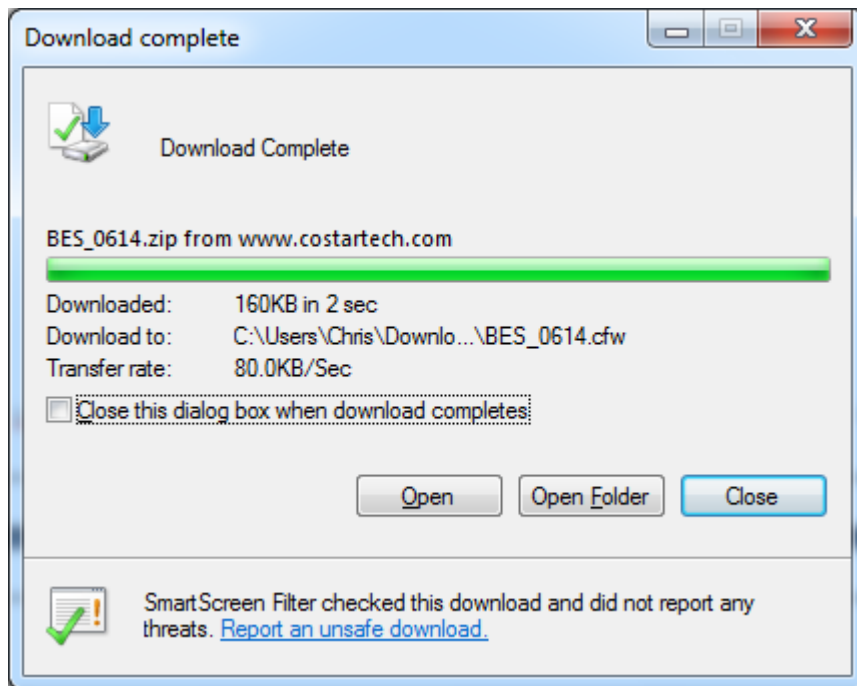 Download complete
Download Complete
BES_0614.zip from www.costartech.com
Downloaded: 160KB in 2 sec
Download to: C:\Users\Chris\Downlo...\BES_0614.cfw
Transfer rate: 80.0KB/Sec
Close this dialog box when download completes
Open Open Folder Close
SmartScreen Filter checked this download and did not report any
threats. Report an unsafe download.